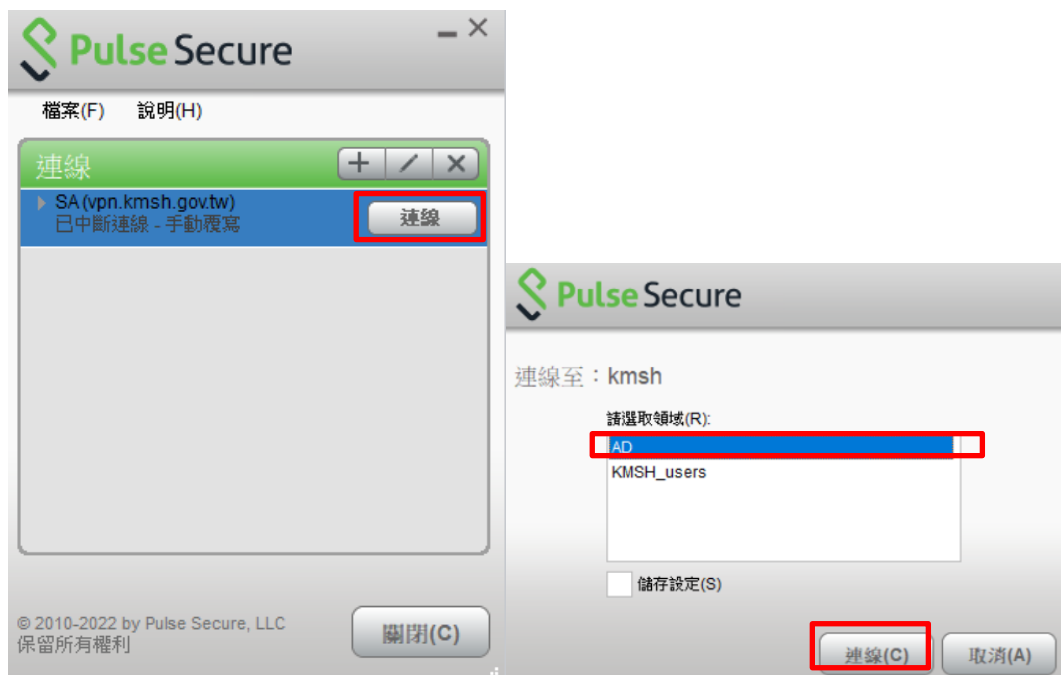 Pulse Secure
檔案(F) 說明(H)
連線
SA(vpn.kmsh.gov.tw)
已中斷連線 - 手動覆寫
連線
© 2010-2022 by Pulse Secure, LLC
保留所有權利
關閉(C)
Pulse Secure
連線至：kmsh
請選取領域(R):
AD
KMSH_users
儲存設定(S)
連線(C) 取消(A)